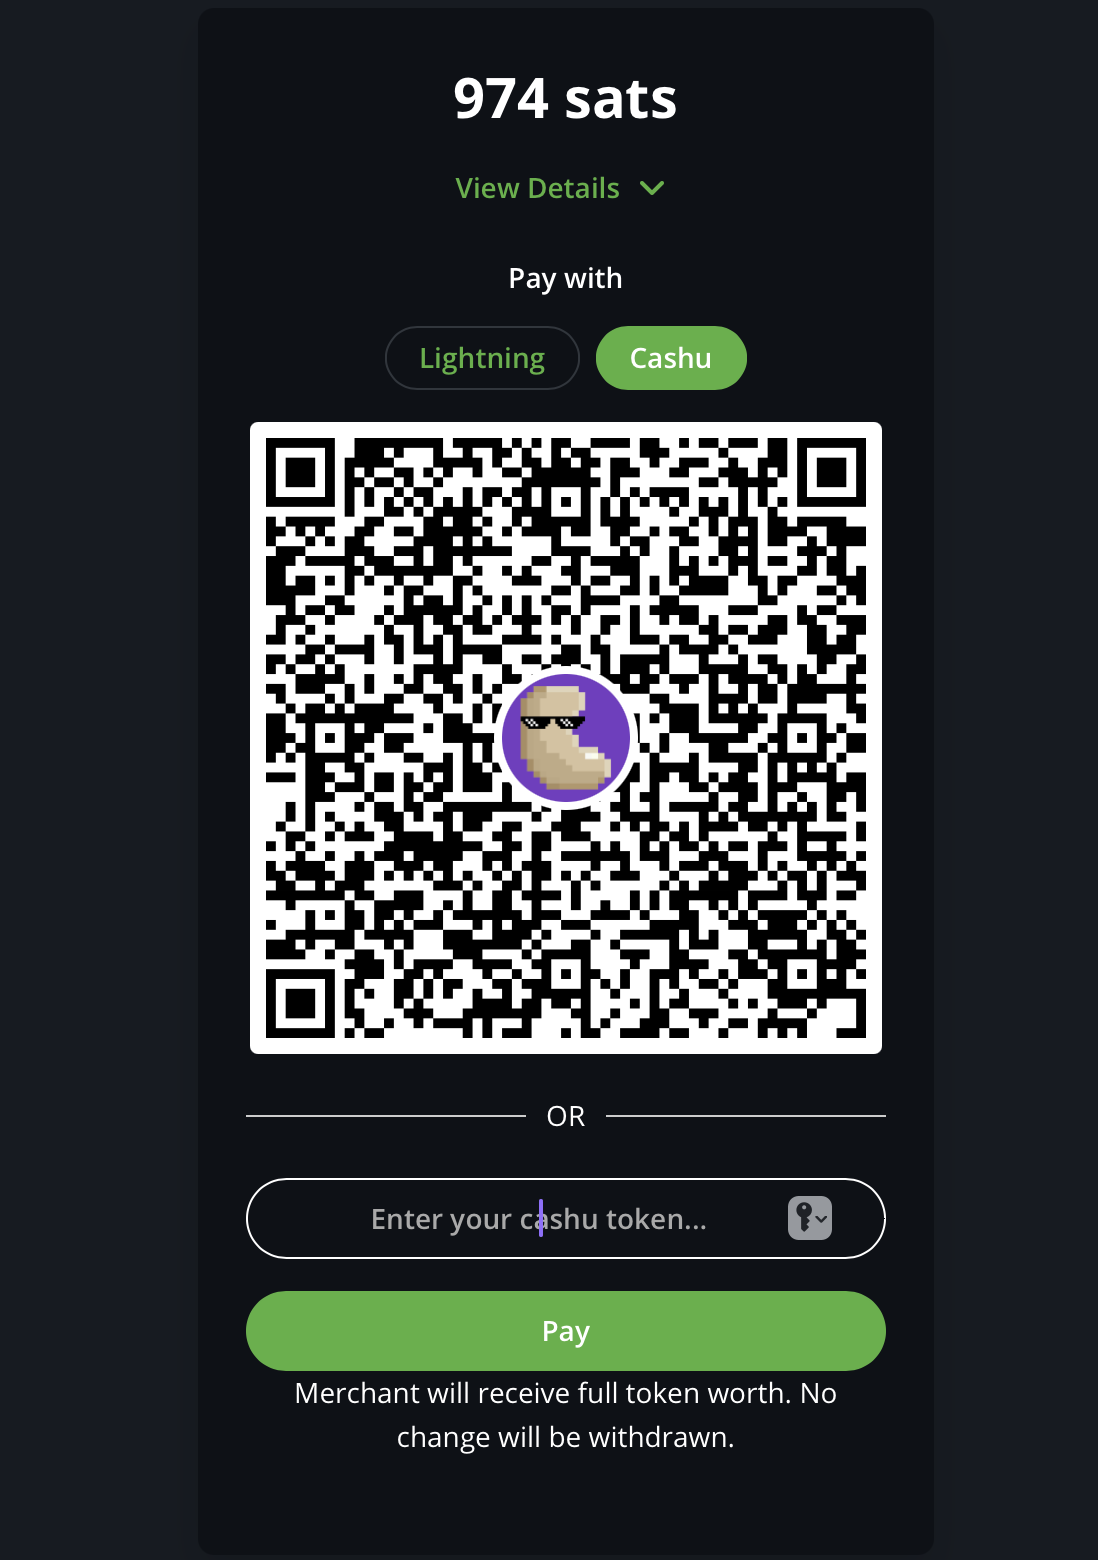 974 sats
View Details
Pay with
Lightning Cashu
OR
Enter your cashu token...
Pay
Merchant will receive full token worth. No
change will be withdrawn.